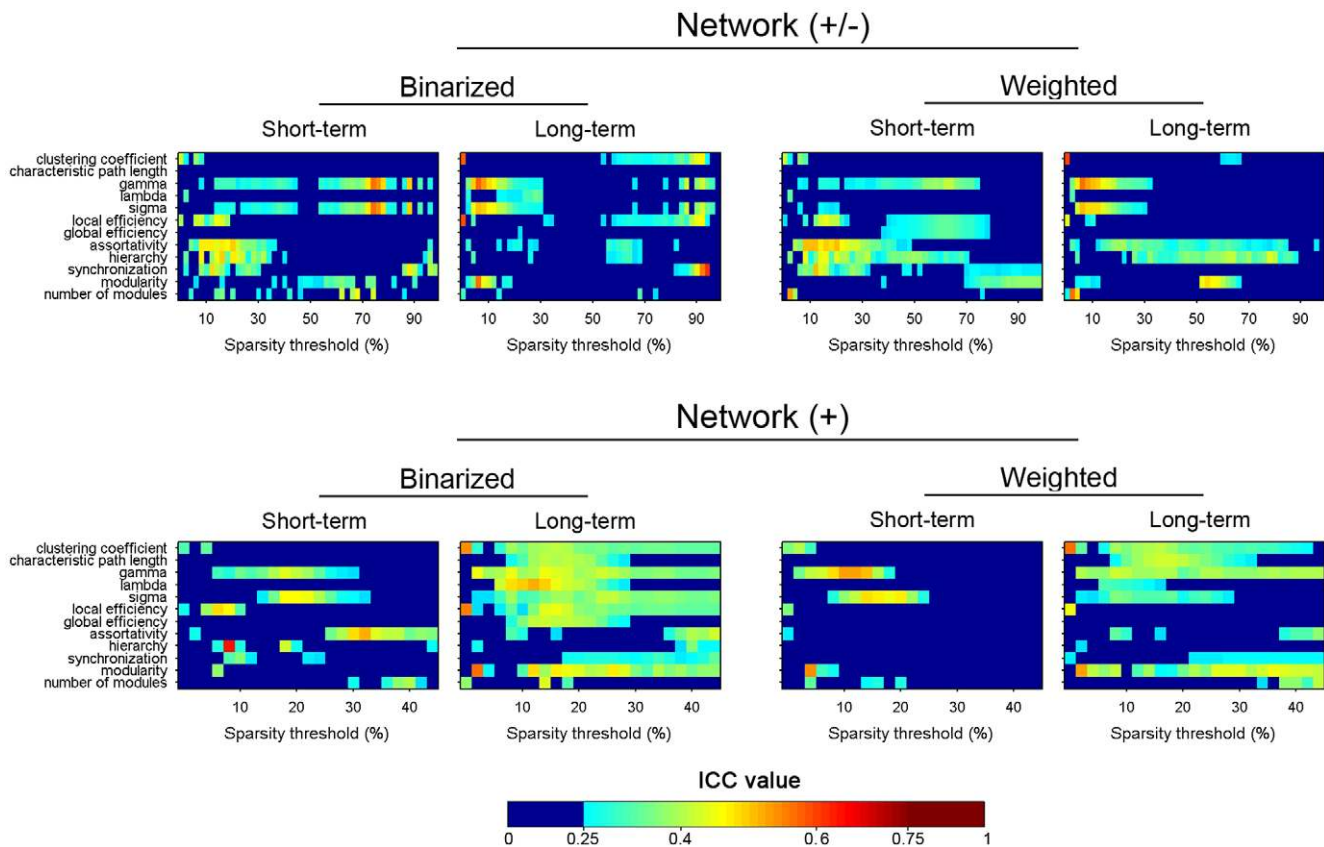 Network (+/-)
Binarized
Weighted
Short-term
Long-term
Short-term
Long-term
clustering coefficient
characteristic path length
gamma
lambda
sigma
local efficiency
global efficiency
assortativity
hierarchy
synchronization
modularity
number of modules
10 30 50 70 90
10 30 50 70 90
10 30 50 70 90
10 30 50 70 90
Sparsity threshold (%)
Sparsity threshold (%)
Sparsity threshold (%)
Sparsity threshold (%)
Network (+)
Binarized
Weighted
Short-term
Long-term
Short-term
Long-term
clustering coefficient
characteristic path length
gamma
lambda
sigma
local efficiency
global efficiency
assortativity
hierarchy
synchronization
modularity
number of modules
10 20 30 40
10 20 30 40
10 20 30 40
10 20 30 40
Sparsity threshold (%)
Sparsity threshold (%)
Sparsity threshold (%)
Sparsity threshold (%)
ICC value
0 0.25 0.4 0.6 0.75 1